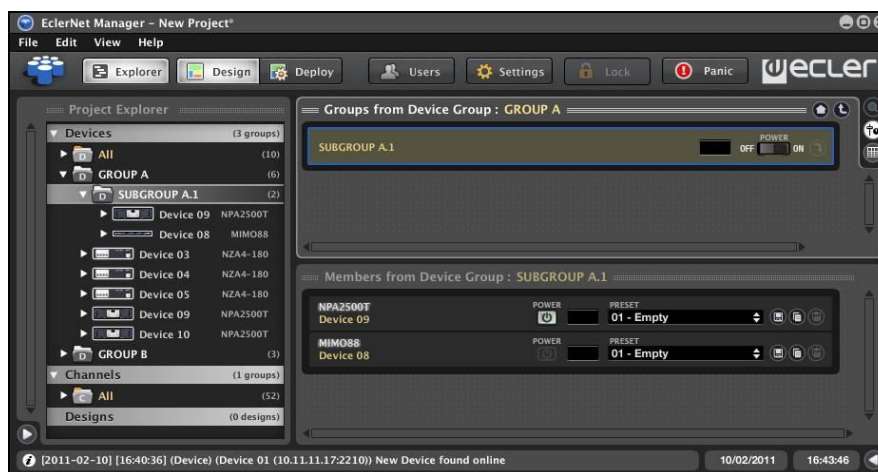 EclerNet Manager - New Project*
File Edit View Help
Explorer Design Deploy Users Settings Lock Panic ecler
Project Explorer
Devices (3 groups)
All (10)
GROUP A (6)
SUBGROUP A.1 (2)
Device 09 NPA2500T
Device 08 MIMO88
Device 03 NZA4-180
Device 04 NZA4-180
Device 05 NZA4-180
Device 09 NPA2500T
Device 10 NPA2500T
GROUP B (3)
Channels (1 groups)
All (52)
Designs (0 designs)
Groups from Device Group : GROUP A
SUBGROUP A.1
POWER
OFF ON
Members from Device Group : SUBGROUP A.1
NPA2500T POWER PRESET
Device 09 01 - Empty
MIMO88 POWER PRESET
Device 08 01 - Empty
[2011-02-10] [16:40:36] (Device) (Device 01 (10.11.11.17:2210)) New Device found online 10/02/2011 16:43:46